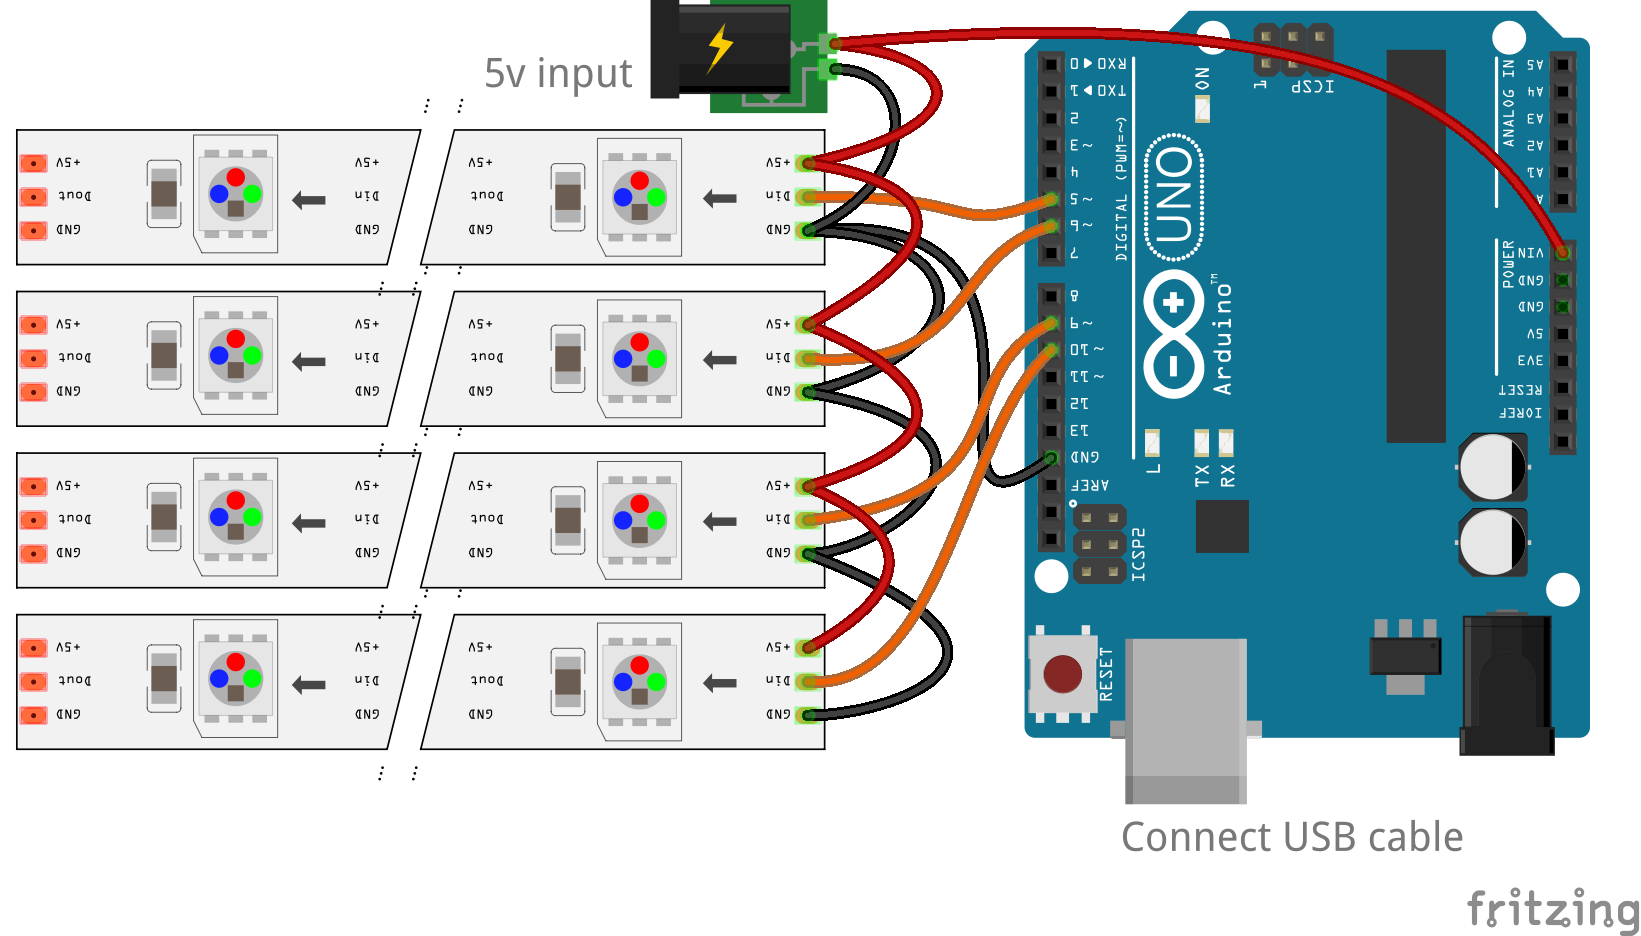 5v input
+5V +5V +5V +5V
Dout Din Dout Din
GND GND GND GND
+5V +5V +5V +5V
Dout Din Dout Din
GND GND GND GND
+5V +5V +5V +5V
Dout Din Dout Din
GND GND GND GND
+5V +5V +5V +5V
Dout Din Dout Din
GND GND GND GND
RX0 ◀ 0
TX0 ◀ 1
2
~ 3
4
~ 5
~ 6
7
8
~ 9
~ 10
~ 11
12
13
GND
AREF
DIGITAL (PWM=~)
ON
1 ICSP
UNO
Arduino™
L
TX
RX
ICSP2
RESET
ANALOG IN
A5
A4
A3
A2
A1
A
POWER
VIN
GND
GND
5V
3V3
RESET
IOREF
Connect USB cable
fritzing